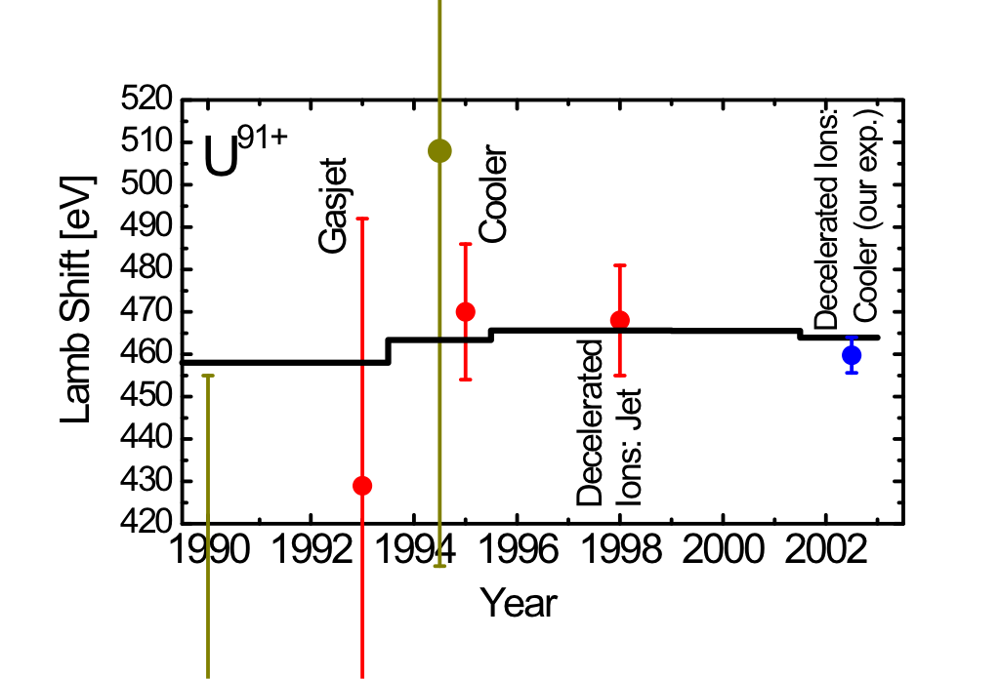 520
510
500
490
480
470
460
450
440
430
420
Lamb Shift [eV]
U91+
Gasjet
Cooler
Decelerated
Ions: Jet
Decelerated Ions:
Cooler (our exp.)
1990 1992 1994 1996 1998 2000 2002
Year